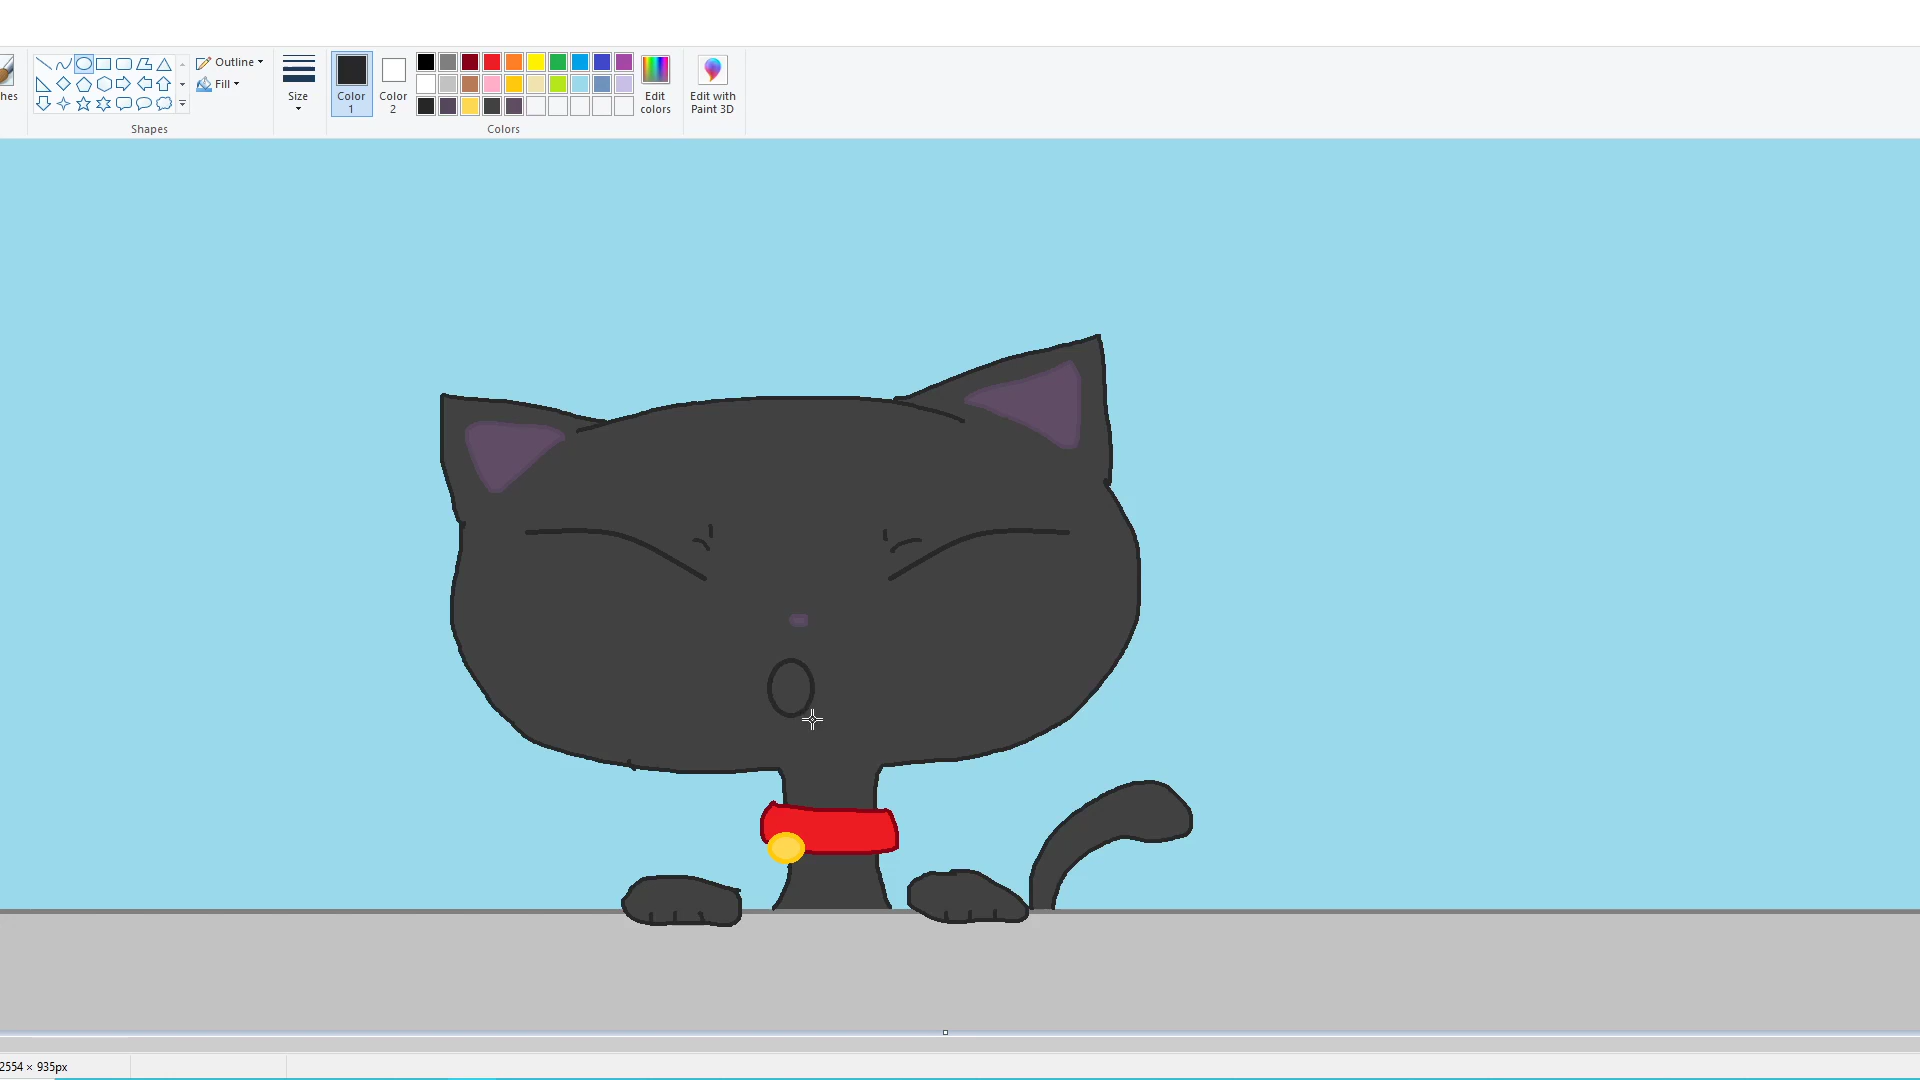 hes
Outline
Fill
Shapes
Size
Color
1
Color
2
Edit
colors
Colors
Edit with
Paint 3D
2554 × 935px